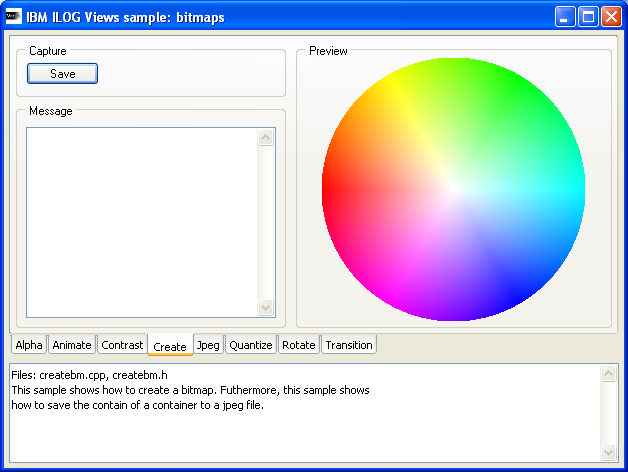 IBM ILOG Views sample: bitmaps
Capture
Save
Message
Preview
Alpha Animate Contrast Create Jpeg Quantize Rotate Transition
Files: createbm.cpp, createbm.h
This sample shows how to create a bitmap. Futhermore, this sample shows
how to save the contain of a container to a jpeg file.